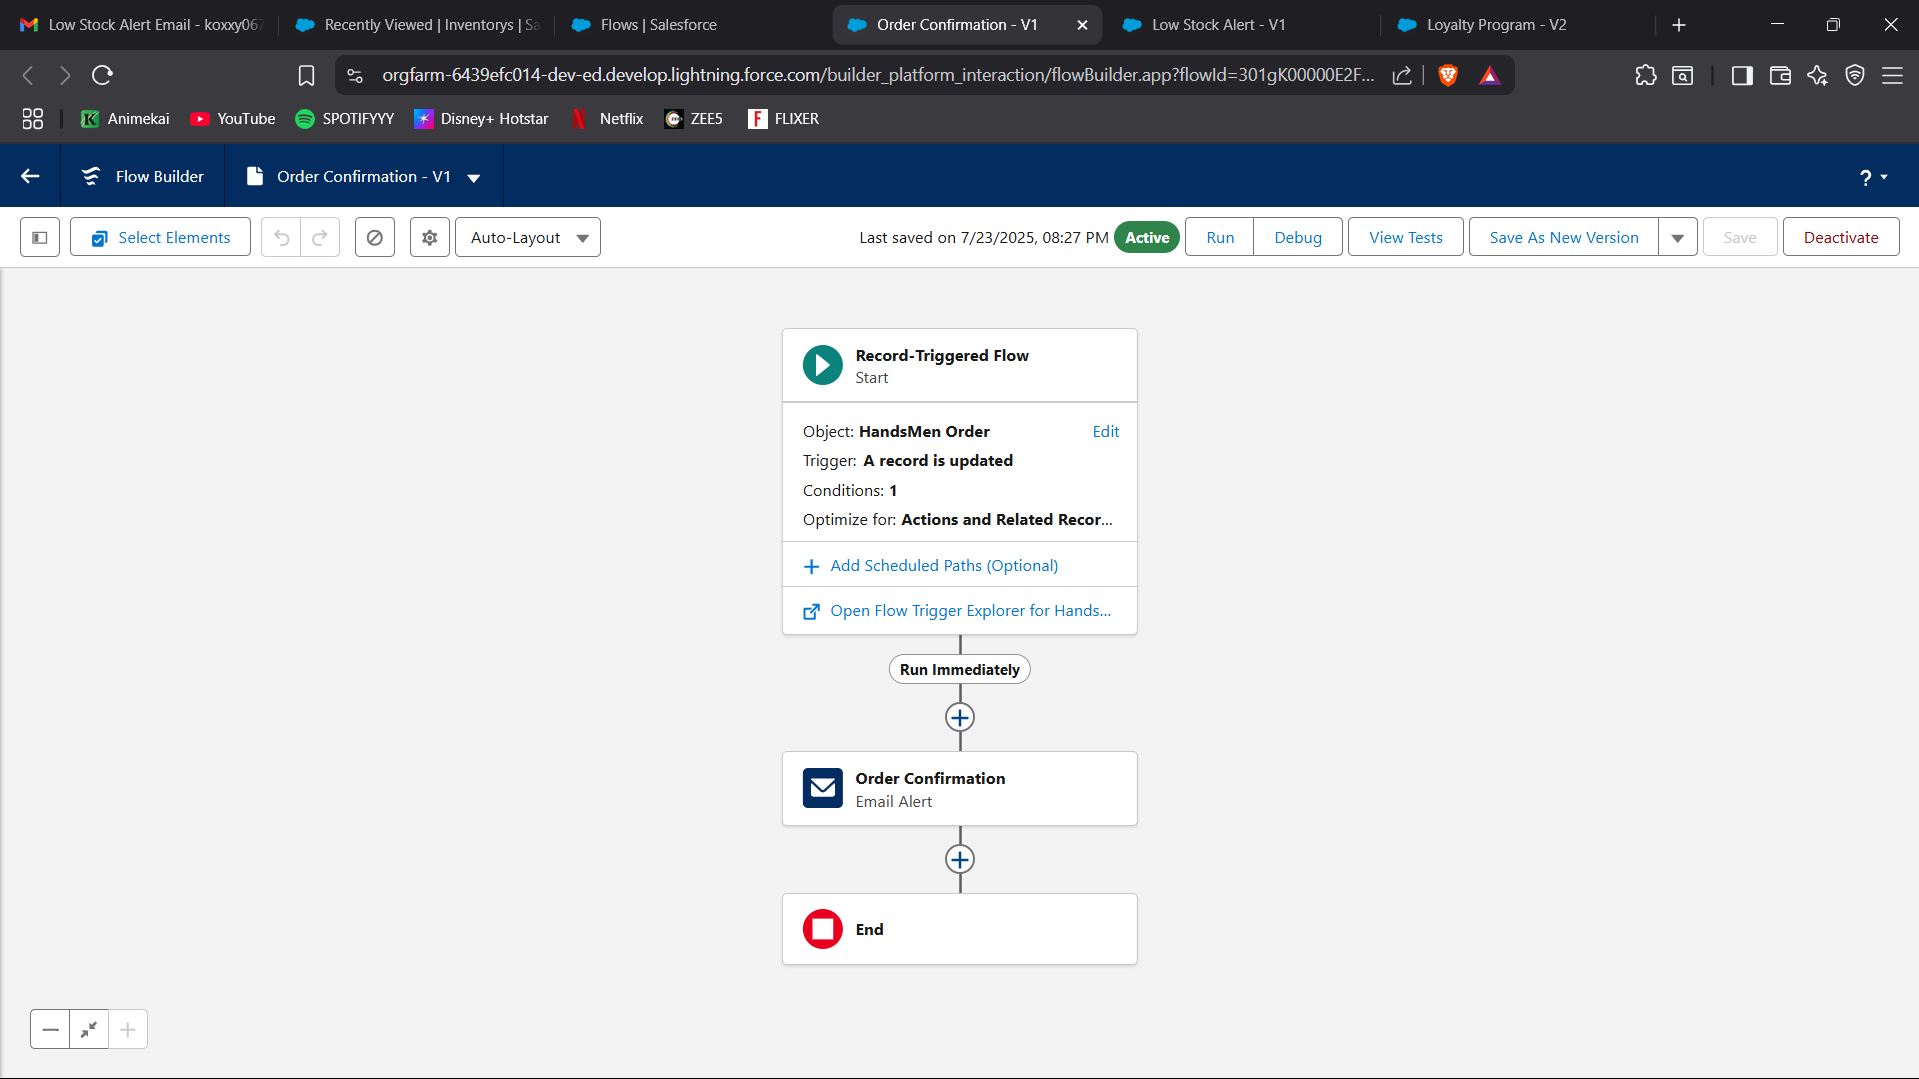 Low Stock Alert Email - koxxy067
Recently Viewed | Inventorys | Sa
Flows | Salesforce
Order Confirmation - V1
Low Stock Alert - V1
Loyalty Program - V2
orgfarm-6439efc014-dev-ed.develop.lightning.force.com/builder_platform_interaction/flowBuilder.app?flowId=301gK00000E2F...
Animekai
YouTube
SPOTIFYYY
Disney+ Hotstar
Netflix
ZEE5
FLIXER
Flow Builder
Order Confirmation - V1
?
Select Elements
Auto-Layout
Last saved on 7/23/2025, 08:27 PM
Active
Run
Debug
View Tests
Save As New Version
Save
Deactivate
Record-Triggered Flow
Start
Object: HandsMen Order
Edit
Trigger: A record is updated
Conditions: 1
Optimize for: Actions and Related Recor...
Add Scheduled Paths (Optional)
Open Flow Trigger Explorer for Hands...
Run Immediately
Order Confirmation
Email Alert
End